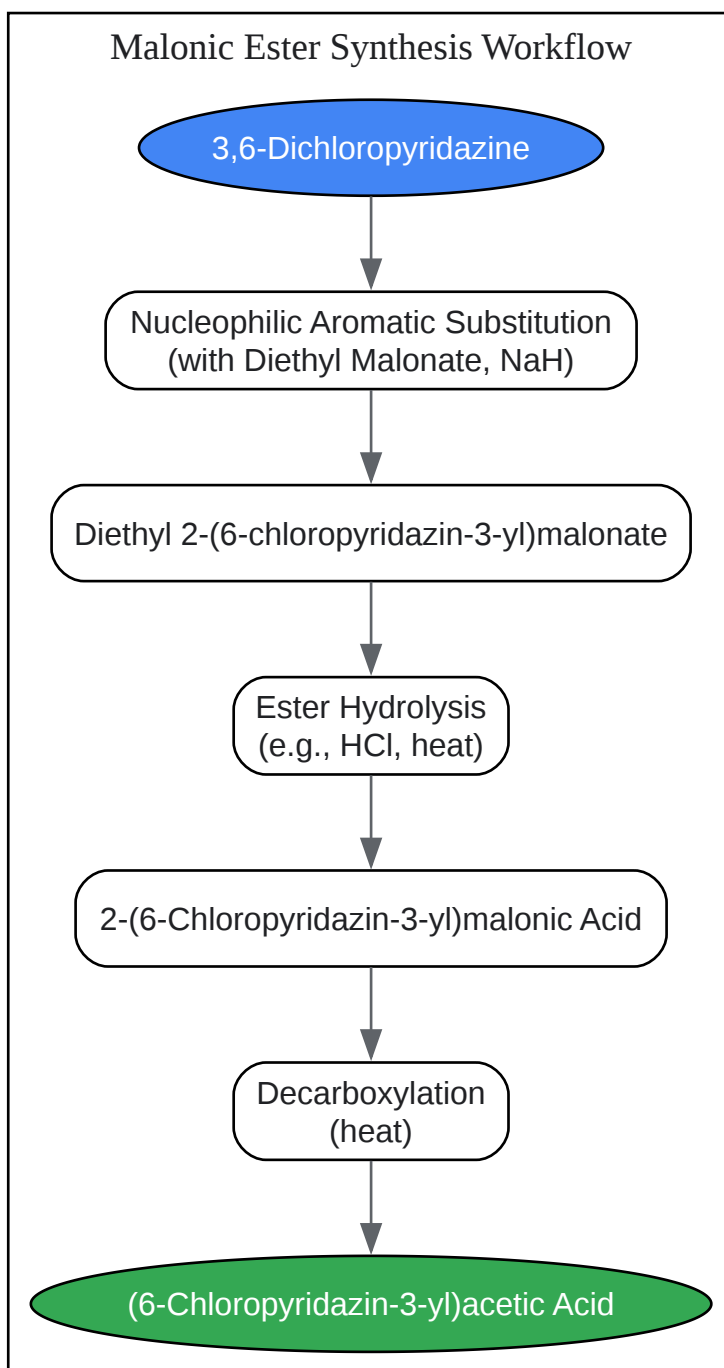 Malonic Ester Synthesis Workflow
3,6-Dichloropyridazine
Nucleophilic Aromatic Substitution
(with Diethyl Malonate, NaH)
Diethyl 2-(6-chloropyridazin-3-yl)malonate
Ester Hydrolysis
(e.g., HCl, heat)
2-(6-Chloropyridazin-3-yl)malonic Acid
Decarboxylation
(heat)
(6-Chloropyridazin-3-yl)acetic Acid